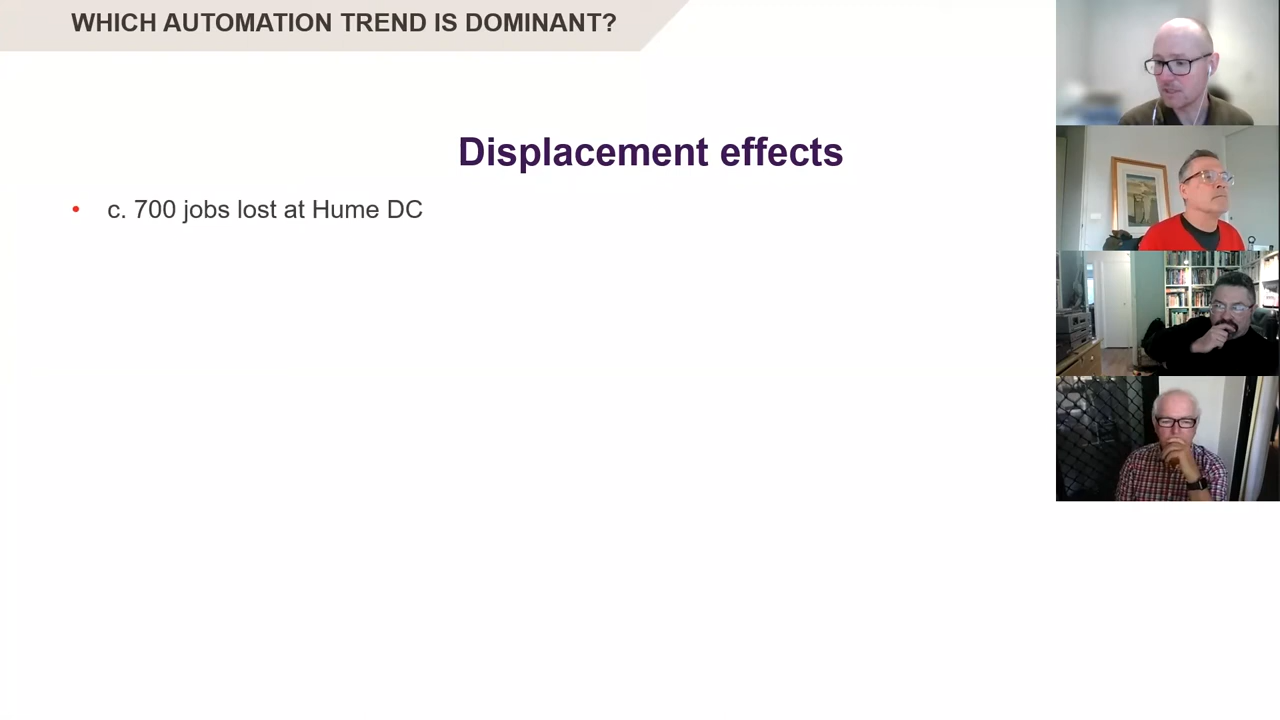 WHICH AUTOMATION TREND IS DOMINANT?
Displacement effects
• c. 700 jobs lost at Hume DC